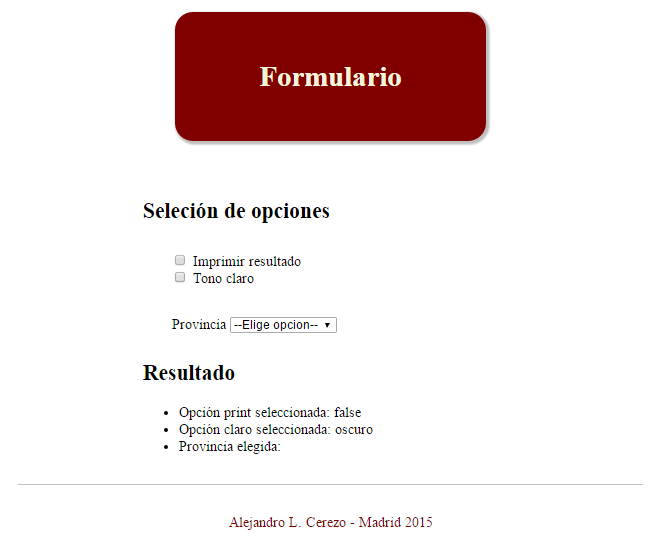 Formulario
Seleción de opciones
Imprimir resultado
Tono claro
Provincia --Elige opcion--
Resultado
Opción print seleccionada: false
Opción claro seleccionada: oscuro
Provincia elegida:
Alejandro L. Cerezo - Madrid 2015